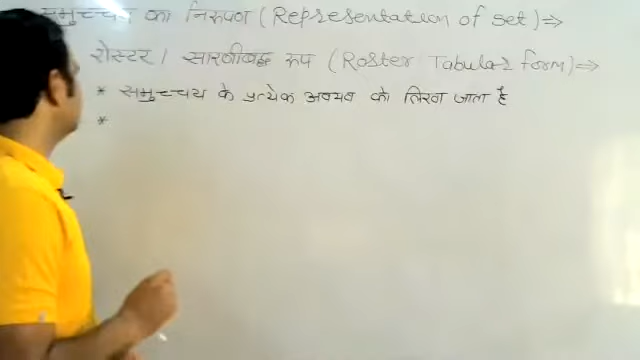 समुच्चय का निरुपण (Representation of set) ⇒
रोस्टर / सारणीबद्ध रुप (Roster Tabular form) ⇒
* समुच्चय के प्रत्येक अवयव को लिखा जाता है
*